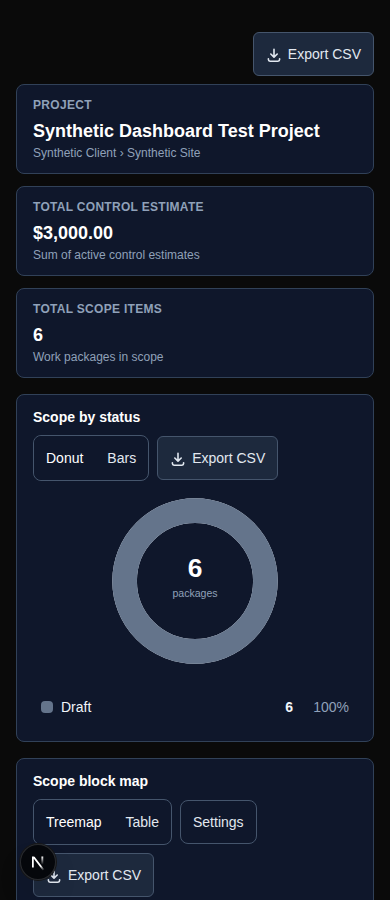 Export CSV
PROJECT
Synthetic Dashboard Test Project
Synthetic Client › Synthetic Site
TOTAL CONTROL ESTIMATE
$3,000.00
Sum of active control estimates
TOTAL SCOPE ITEMS
6
Work packages in scope
Scope by status
Donut Bars Export CSV
6
packages
Draft 6 100%
Scope block map
Treemap Table Settings
N
Export CSV